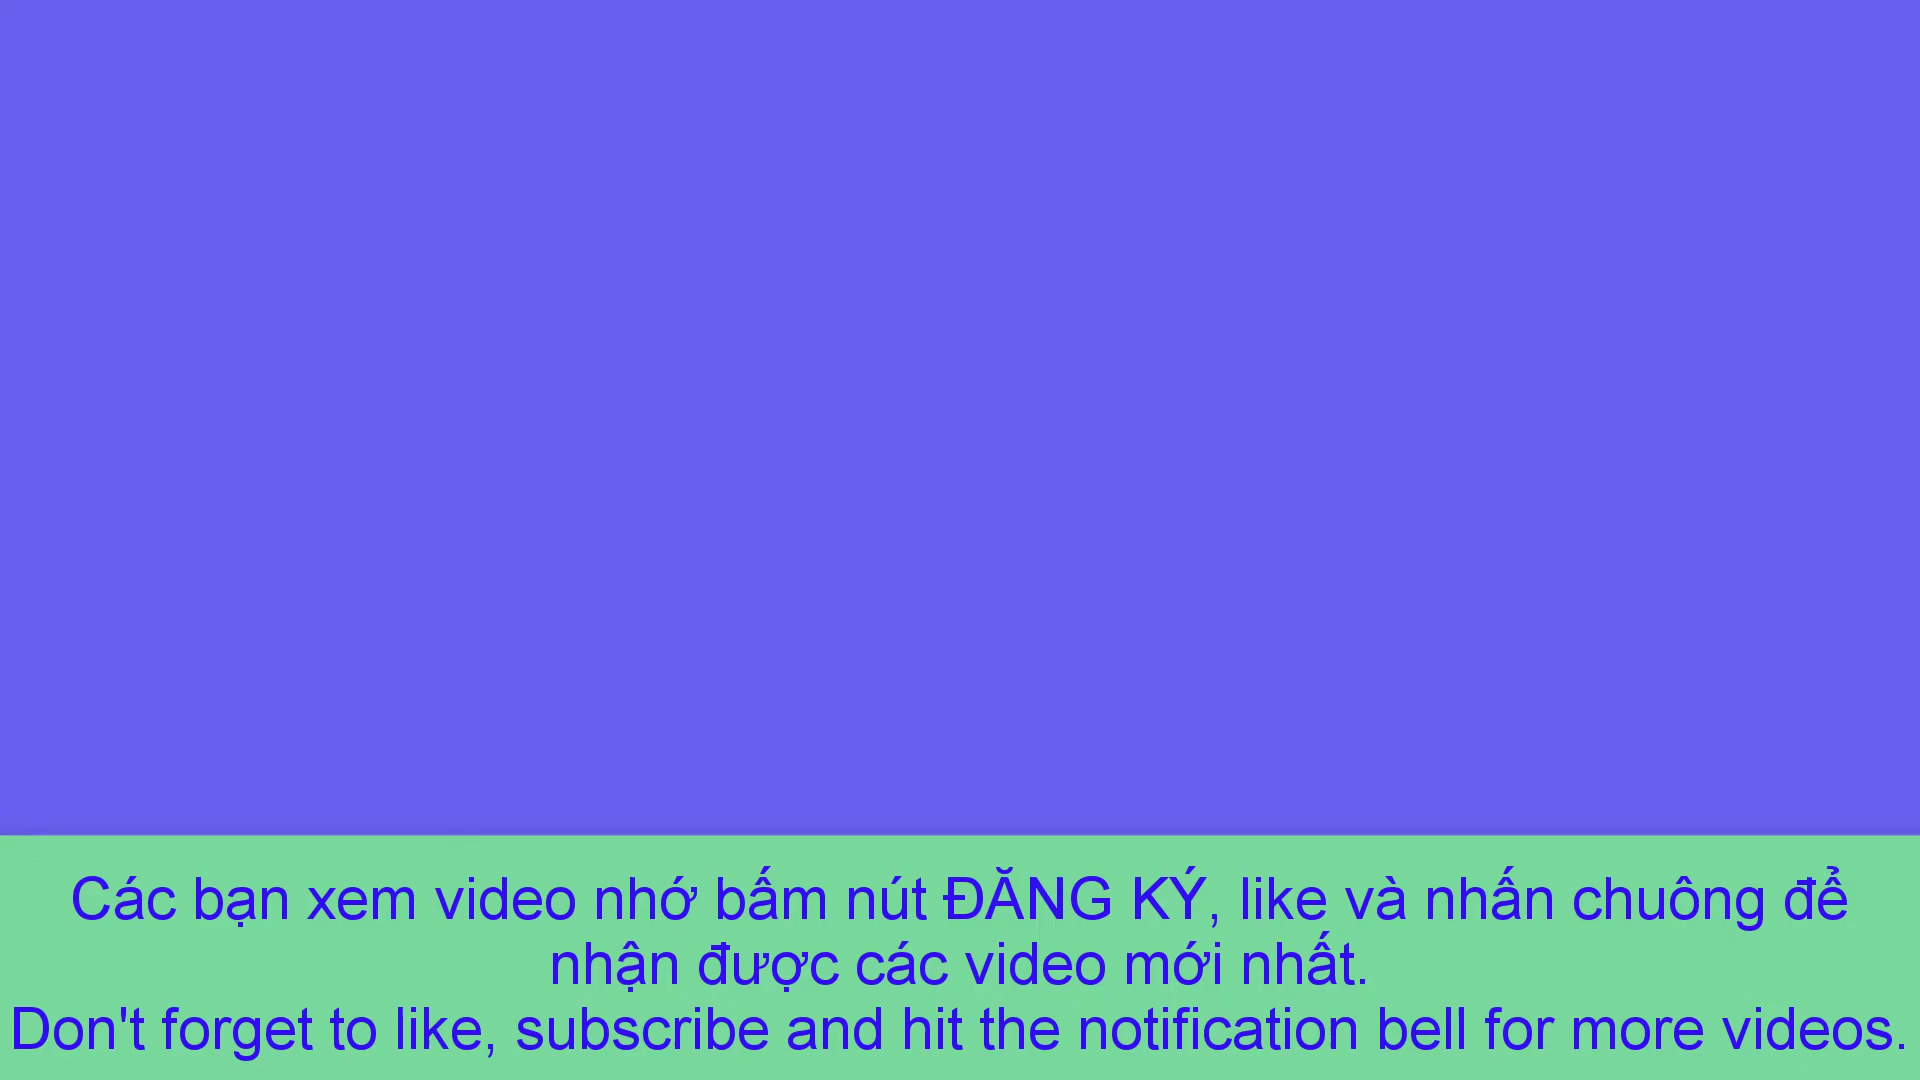 Các bạn xem video nhớ bấm nút ĐĂNG KÝ, like và nhấn chuông để
nhận được các video mới nhất.
Don't forget to like, subscribe and hit the notification bell for more videos.